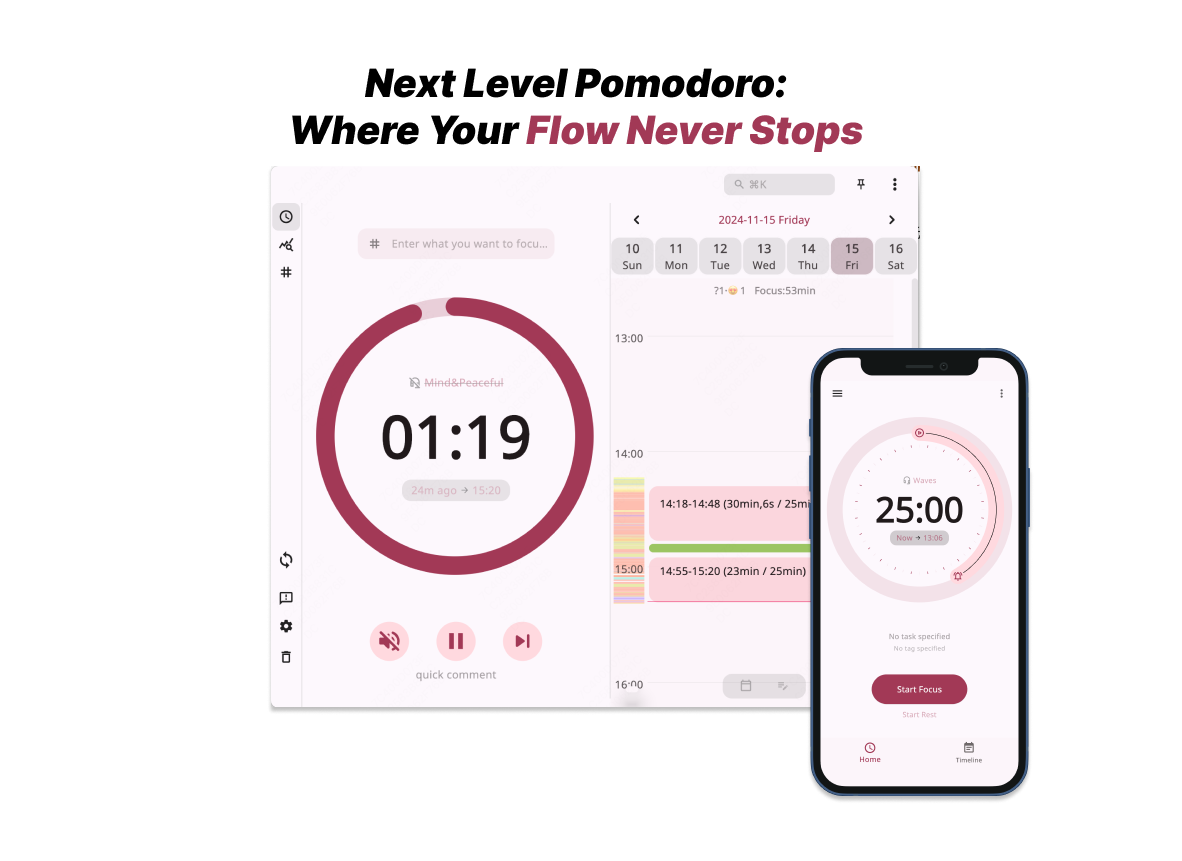 Next Level Pomodoro:
Where Your Flow Never Stops
⌘K
2024-11-15 Friday
# Enter what you want to focu...
10 11 12 13 14 15 16
Sun Mon Tue Wed Thu Fri Sat
?1·😍1 Focus:53min
13:00
Mind&Peaceful
01:19
24m ago → 15:20
14:00
14:18-14:48 (30min,6s / 25mi
15:00
14:55-15:20 (23min / 25min)
quick comment
16:00
Waves
25:00
Now → 13:06
No task specified
No tag specified
Start Focus
Start Rest
Home
Timeline